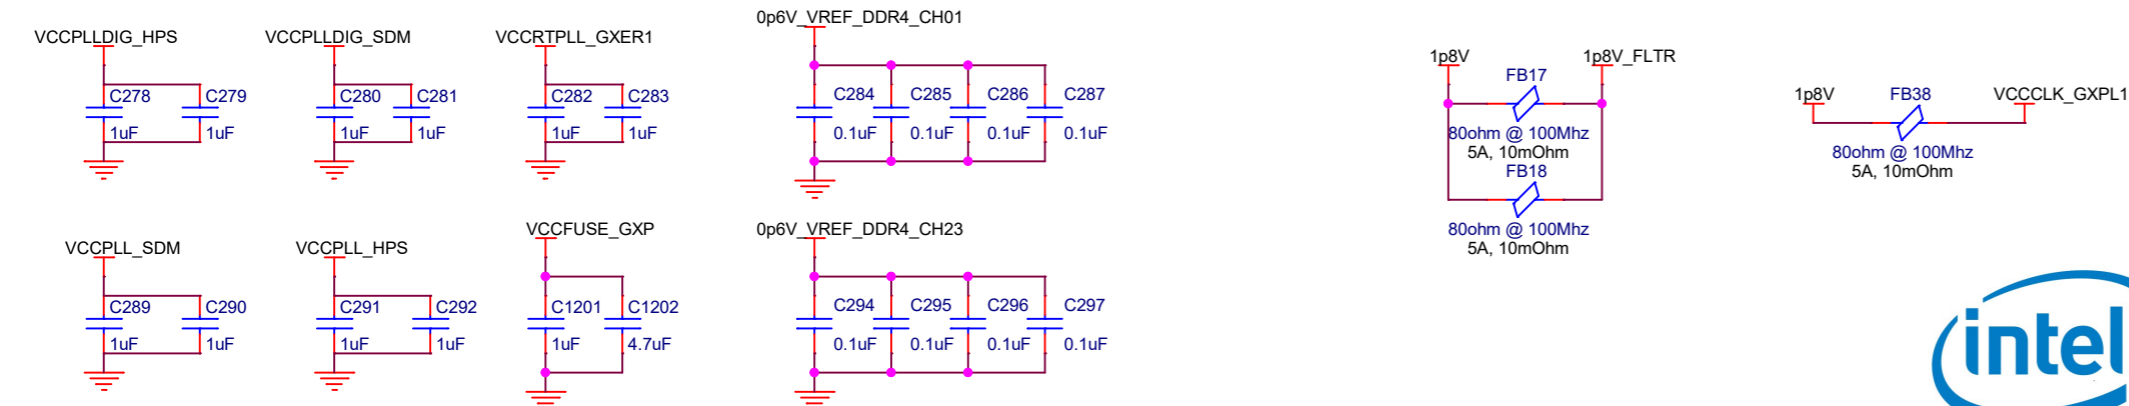 0p6V_VREF_DDR4_CH01
VCCPLLDIG_HPS VCCPLLDIG_SDM VCCRTPLL_GXER1
C278 C279 C280 C281 C282 C283 C284 C285 C286 C287
1uF 1uF 1uF 1uF 1uF 1uF 0.1uF 0.1uF 0.1uF 0.1uF
1p8V 1p8V_FLTR
FB17
80ohm @ 100Mhz
5A, 10mOhm
FB18
80ohm @ 100Mhz
5A, 10mOhm
1p8V FB38 VCCCLK_GXPL1
80ohm @ 100Mhz
5A, 10mOhm
VCCFUSE_GXP 0p6V_VREF_DDR4_CH23
VCCPLL_SDM VCCPLL_HPS
C289 C290 C291 C292 C1201 C1202 C294 C295 C296 C297
1uF 1uF 1uF 1uF 1uF 4.7uF 0.1uF 0.1uF 0.1uF 0.1uF
intel